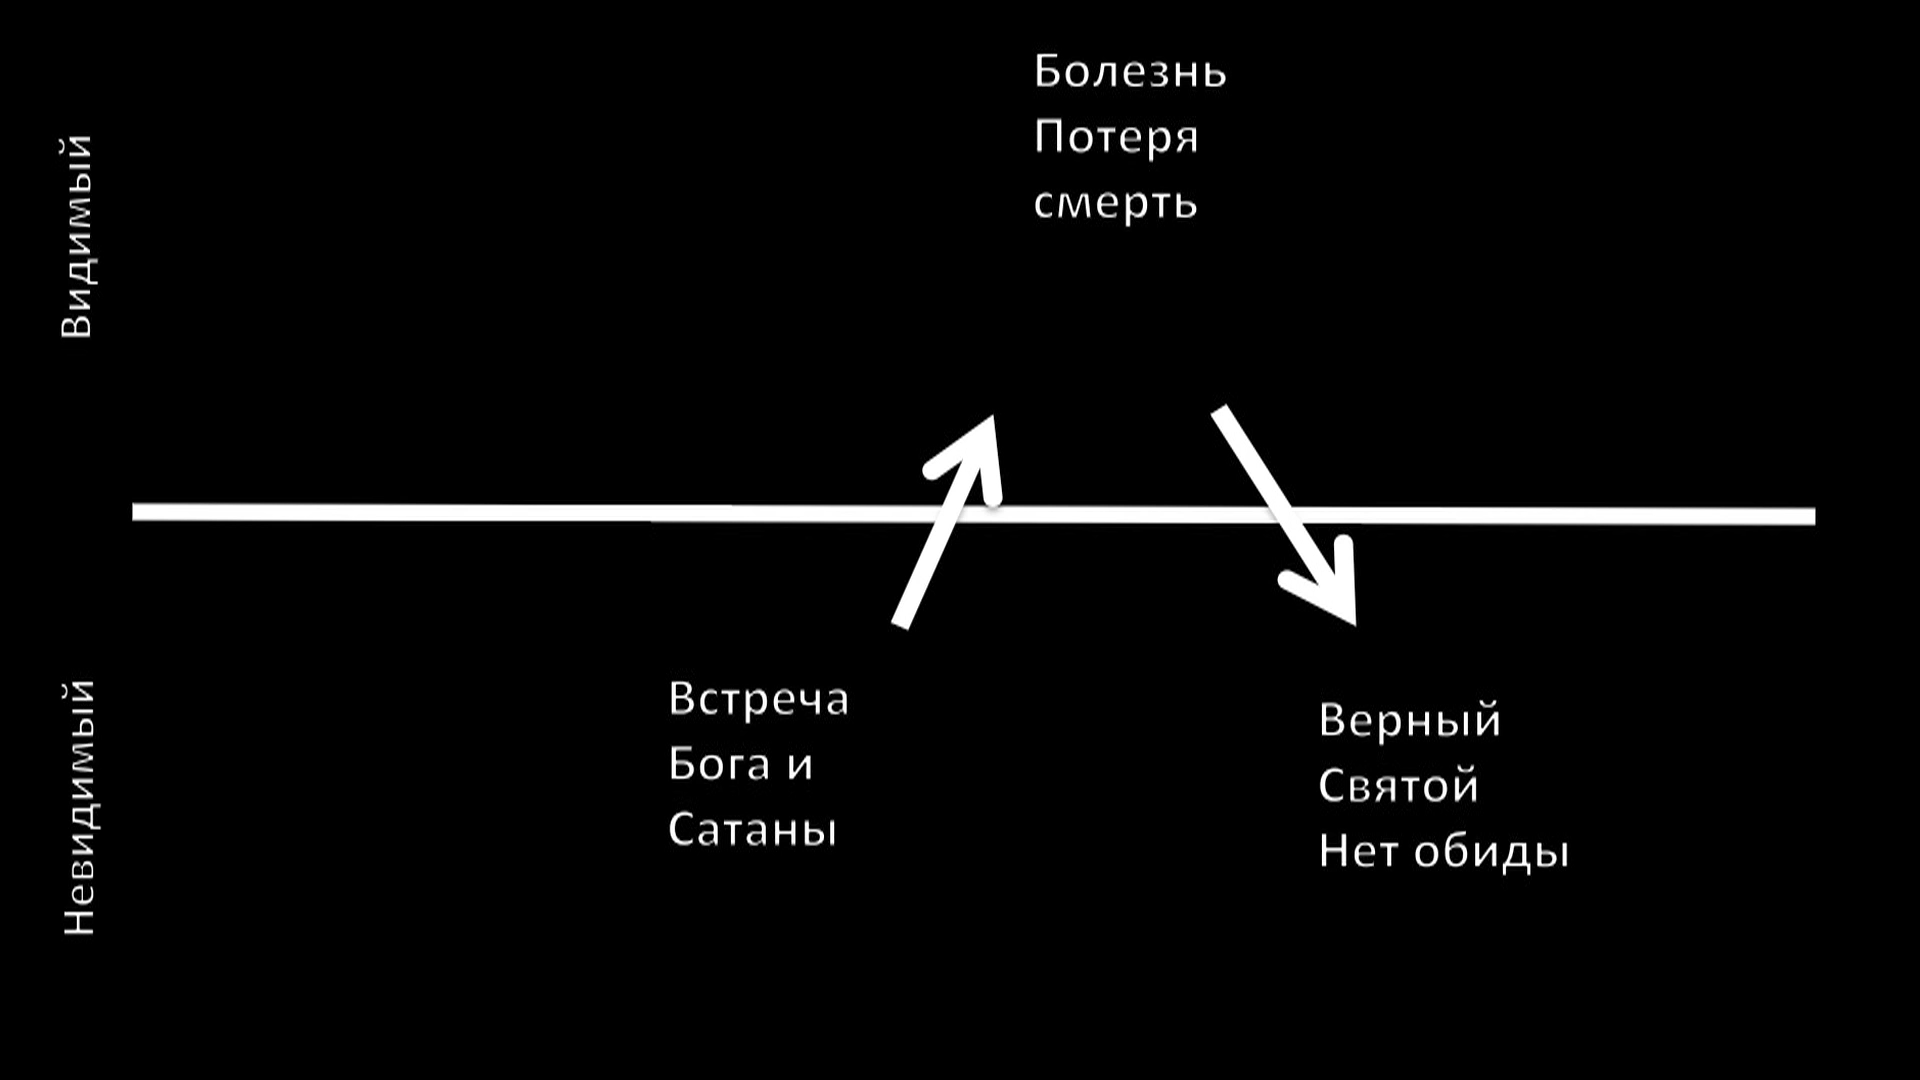 Видимый
Болезнь
Потеря
смерть
Невидимый
Встреча
Бога и
Сатаны
Верный
Святой
Нет обиды